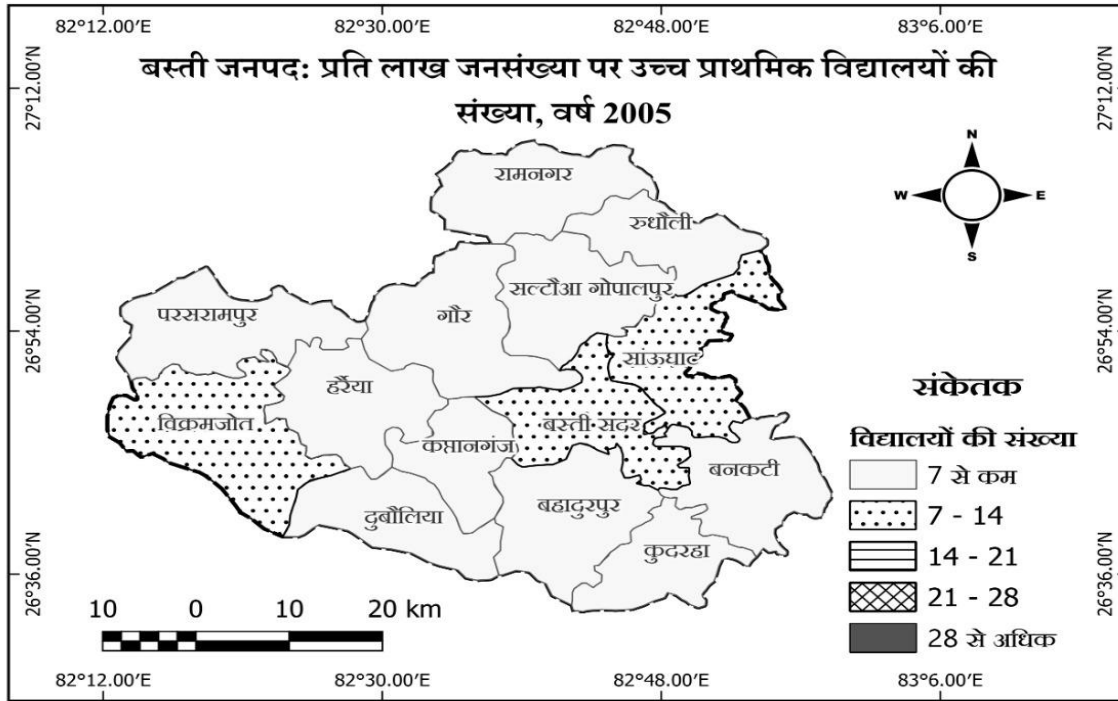 82°12.00'E 82°30.00'E 82°48.00'E 83°6.00'E
बस्ती जनपद: प्रति लाख जनसंख्या पर उच्च प्राथमिक विद्यालयों की
संख्या, वर्ष 2005
27°12.00'N 27°12.00'N
N
W E
S
रामनगर
रुधौली
सल्टौआ गोपालपुर
परसरामपुर
गौर
26°54.00'N 26°54.00'N
सांऊघाट
हर्रैया
विक्रमजोत
बस्ती सदर
कप्तानगंज
बनकटी
बहादुरपुर
दुबौलिया
कुदरहा
संकेतक
विद्यालयों की संख्या
7 से कम
7 - 14
14 - 21
21 - 28
28 से अधिक
26°36.00'N 26°36.00'N
10 0 10 20 km
82°12.00'E 82°30.00'E 82°48.00'E 83°6.00'E